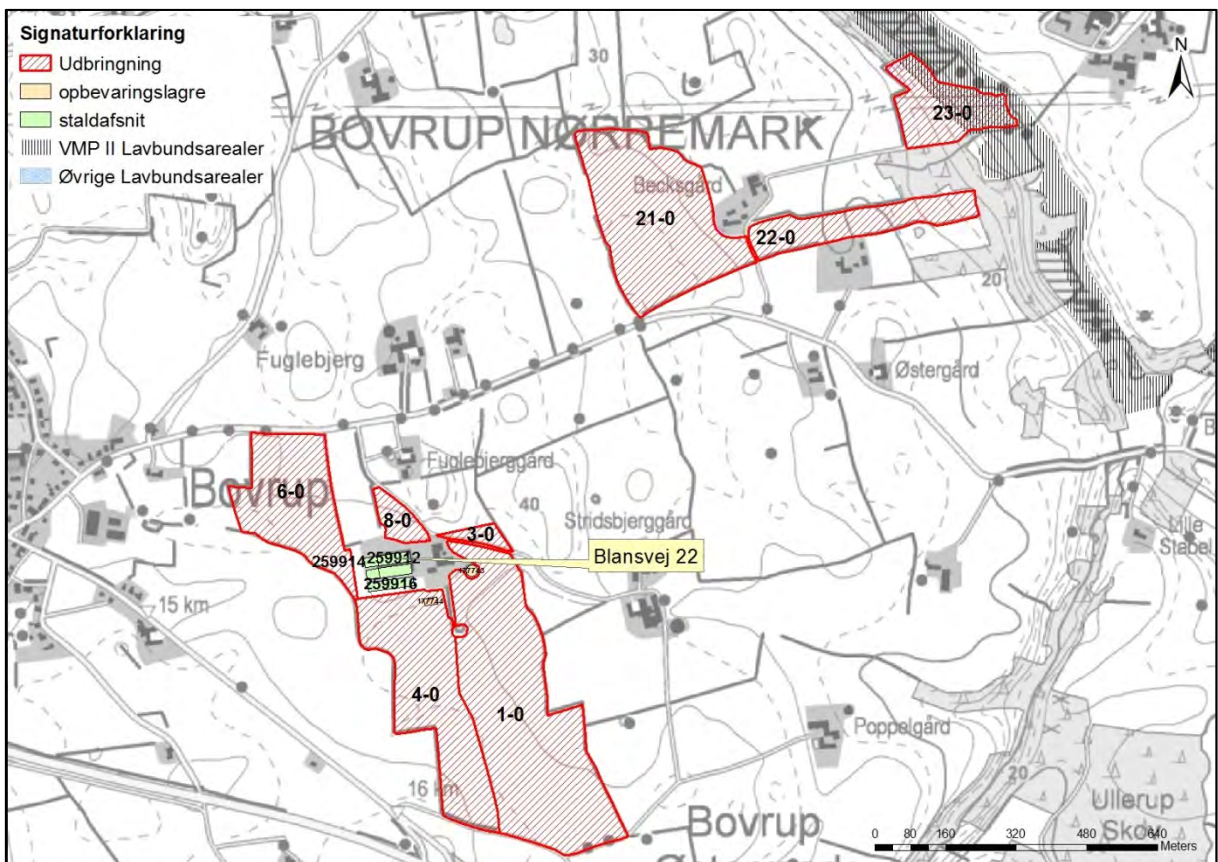 Signaturforklaring
Udbringning
opbevaringslagre
staldafsnit
VMP II Lavbundsarealer
Øvrige Lavbundsarealer
N
30
BOVRUP NØRREMARK
23-0
Becksgård
21-0
22-0
20
Fuglebjerg
Østergård
Fuglebjerggård
Bovrup
6-0
40
8-0
3-0
Stridsbjerggård
Lille
Stabel
259914
259912
Blansvej 22
177743
259916
177744
15 km
4-0
1-0
Poppelgård
20
16 km
Ullerup
Skov
Bovrup
0 80 160 320 480 640
Meters